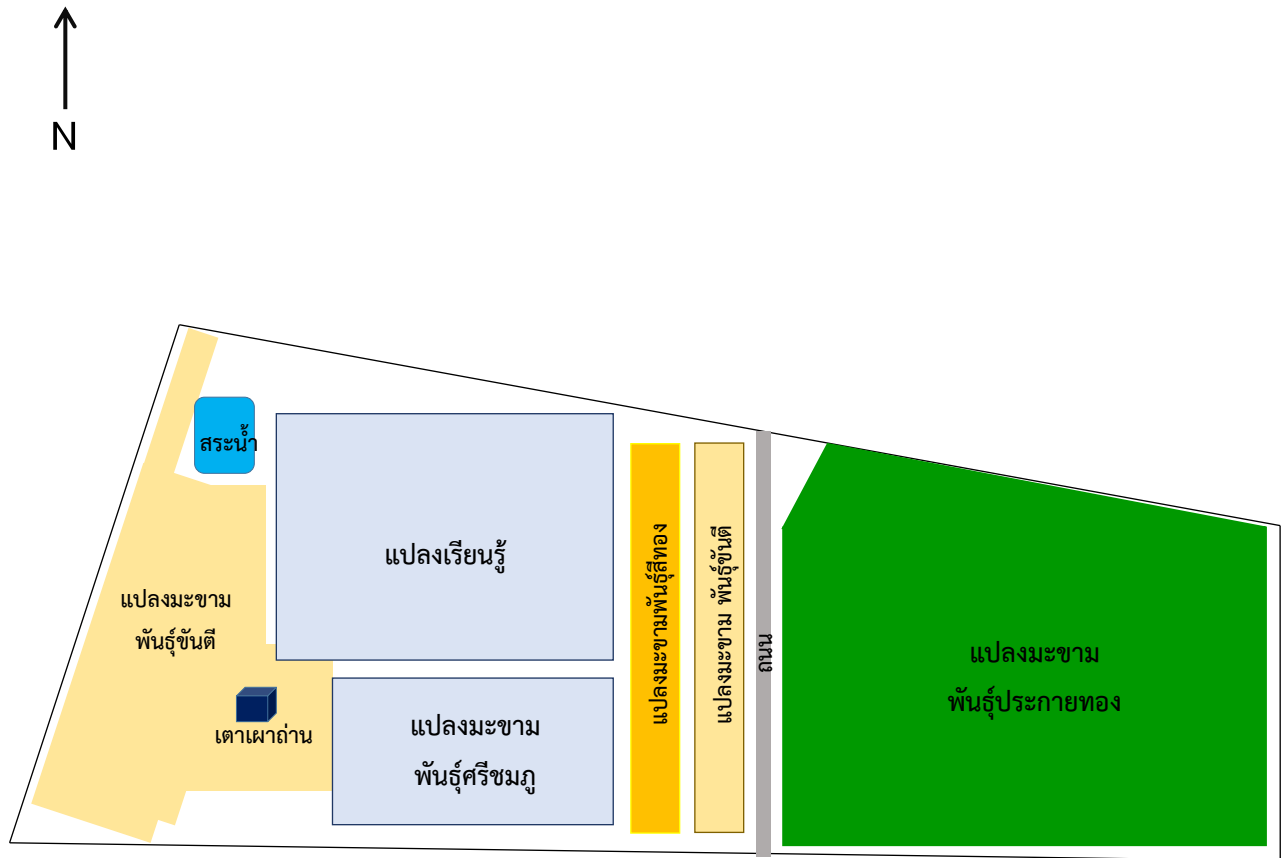 N
สระน้ำ
แปลงเรียนรู้
แปลงมะขาม
พันธุ์ขันตี
เตาเผาถ่าน
แปลงมะขาม
พันธุ์ศรีชมภู
แปลงมะขามพันธุ์สีทอง
แปลงมะขาม พันธุ์ขันตี
ถนน
แปลงมะขาม
พันธุ์ประกายทอง